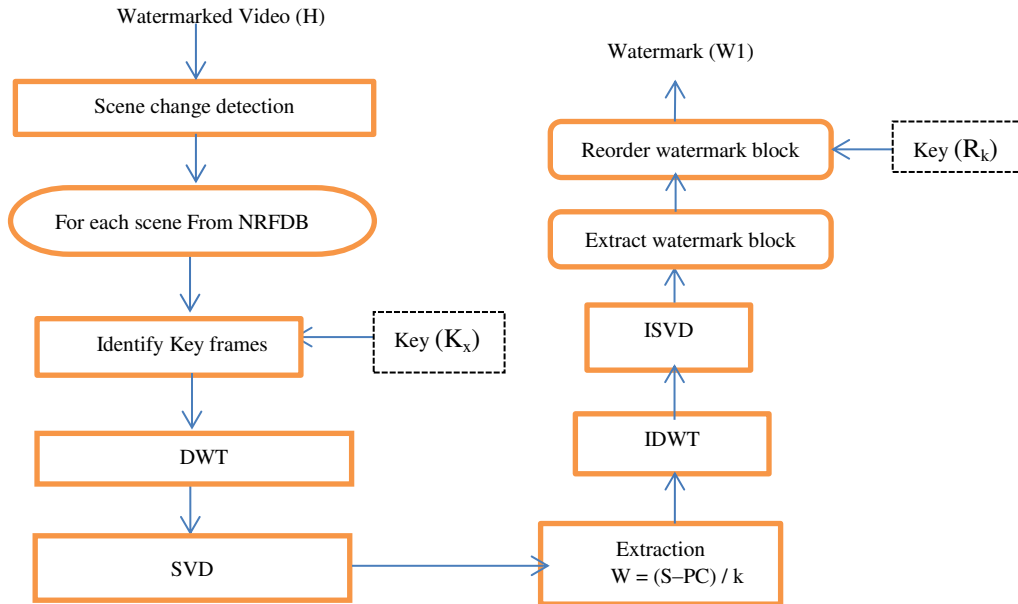 Watermarked Video (H)
Scene change detection
For each scene From NRFDB
Identify Key frames
Key (Kₓ)
DWT
SVD
Extraction
W = (S–PC) / k
IDWT
ISVD
Extract watermark block
Reorder watermark block
Key (Rₖ)
Watermark (W1)